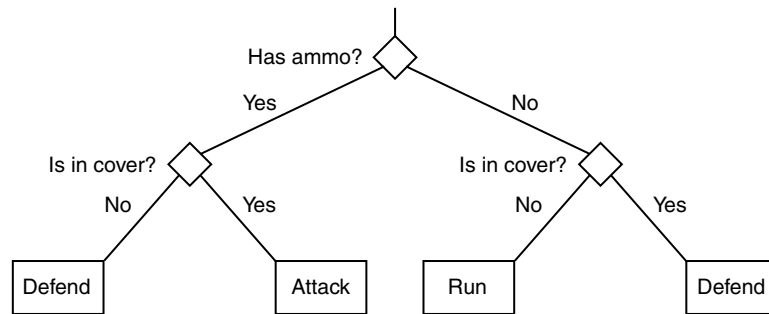 Has ammo?
Yes
No
Is in cover?
Is in cover?
No
Yes
No
Yes
Defend
Attack
Run
Defend